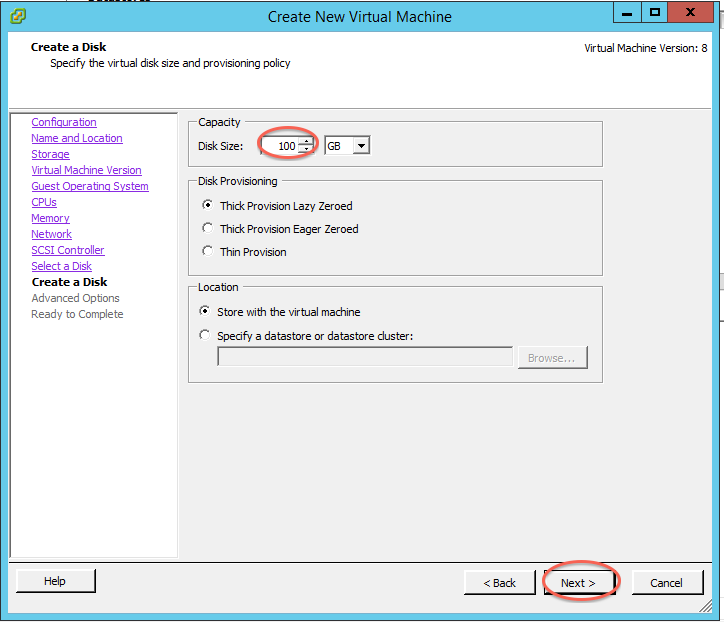 Create New Virtual Machine
Create a Disk
Specify the virtual disk size and provisioning policy
Virtual Machine Version: 8
Configuration
Name and Location
Storage
Virtual Machine Version
Guest Operating System
CPUs
Memory
Network
SCSI Controller
Select a Disk
Create a Disk
Advanced Options
Ready to Complete
Capacity
Disk Size: 100 GB
Disk Provisioning
Thick Provision Lazy Zeroed
Thick Provision Eager Zeroed
Thin Provision
Location
Store with the virtual machine
Specify a datastore or datastore cluster:
Browse...
Help
< Back
Next >
Cancel